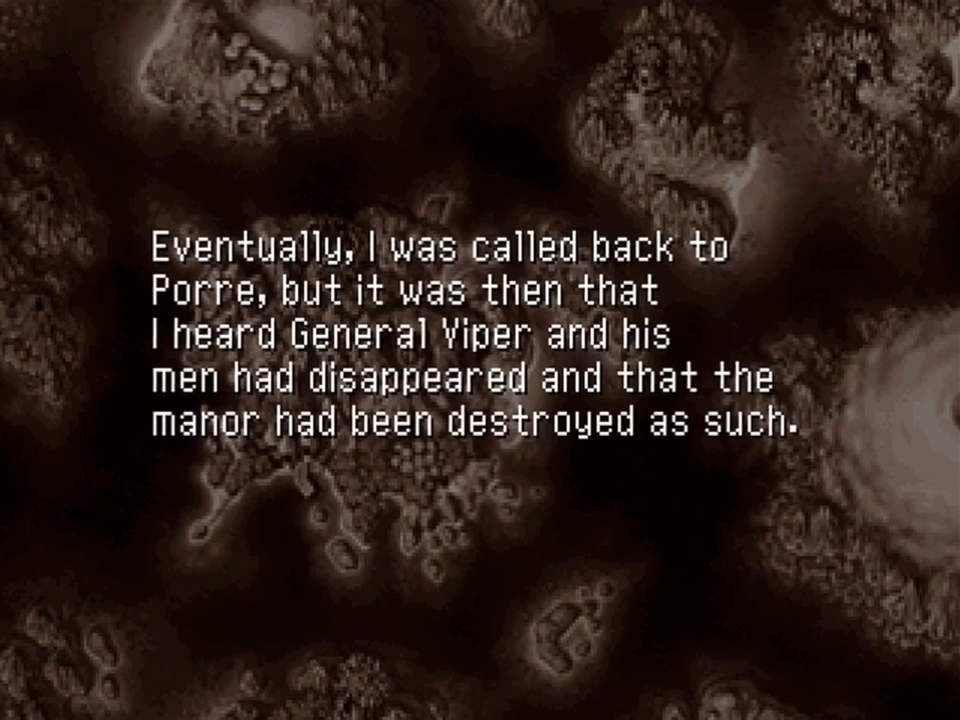 Eventually, I was called back to
Porre, but it was then that
I heard General Viper and his
men had disappeared and that the
manor had been destroyed as such.